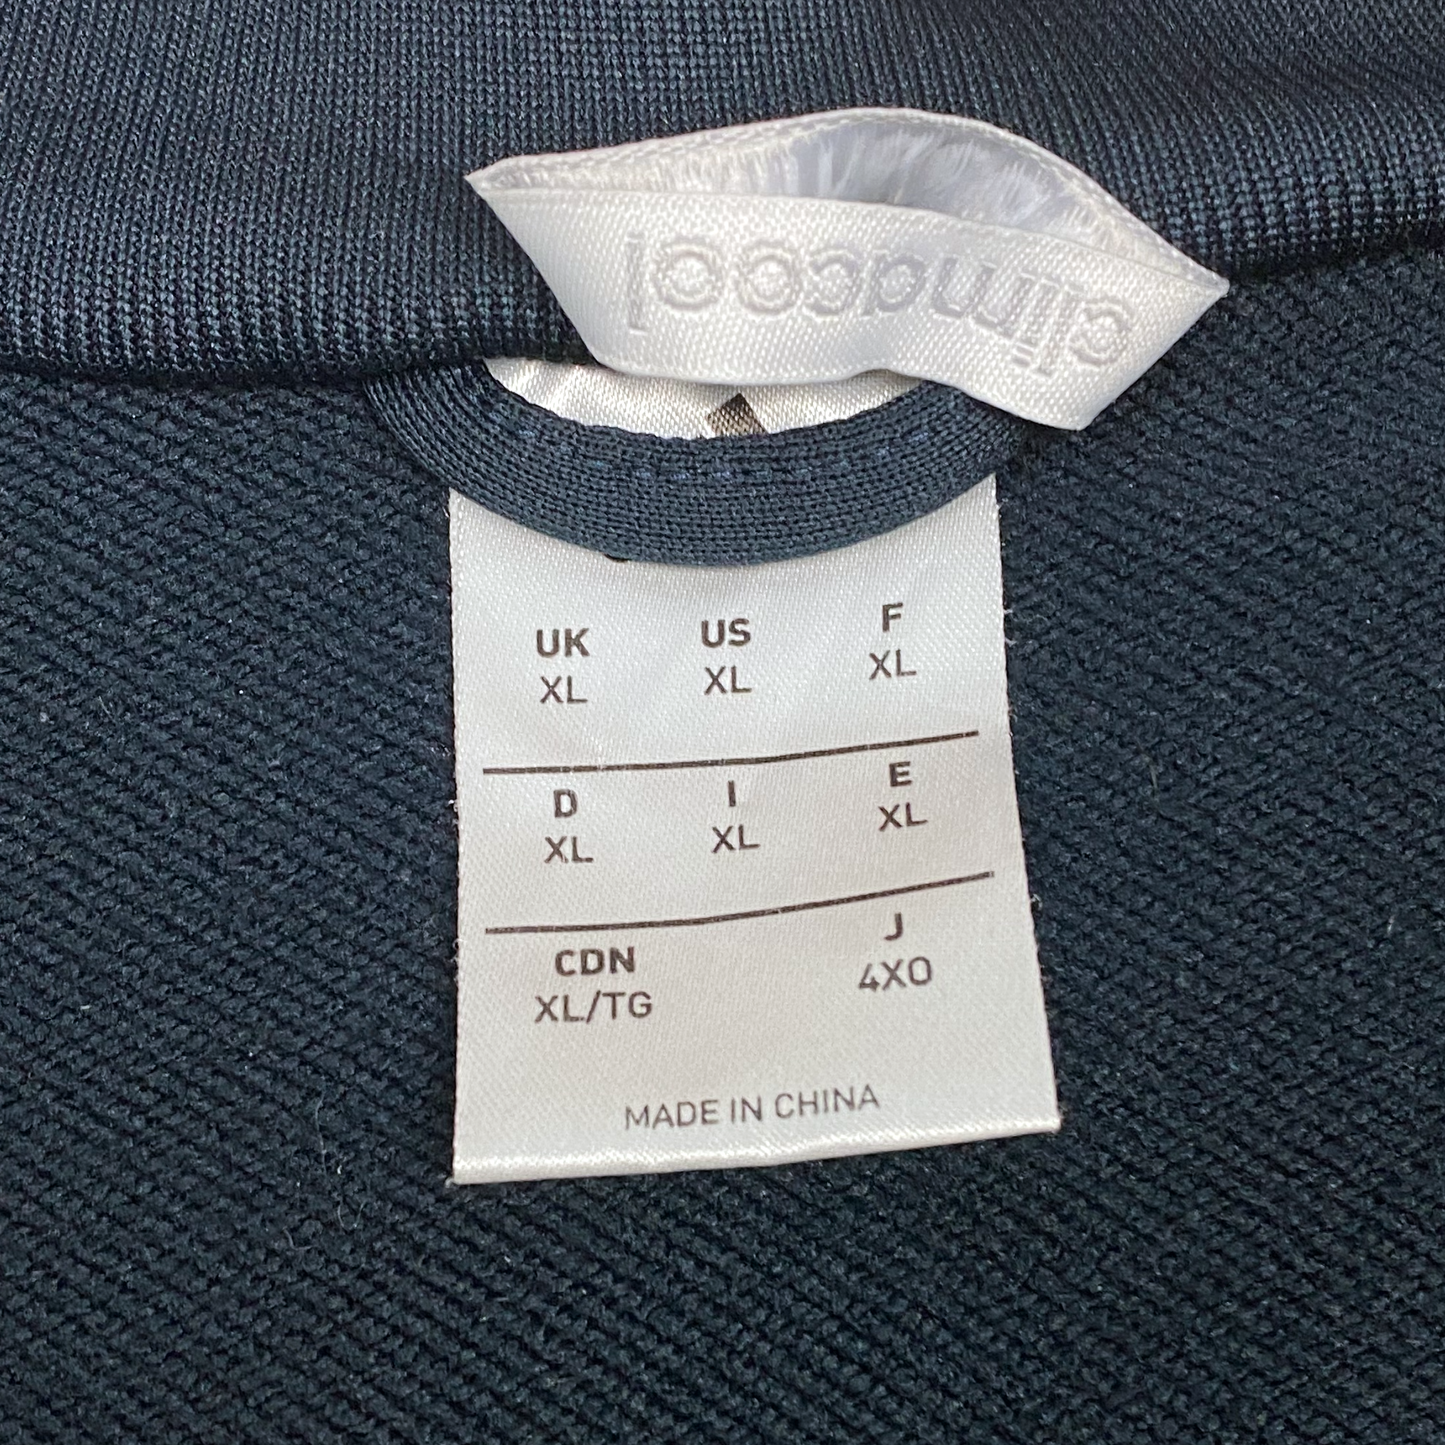 climacool
UK US F
XL XL XL
D I E
XL XL XL
CDN J
XL/TG 4XO
MADE IN CHINA